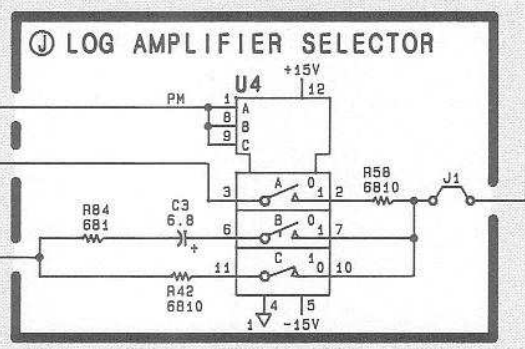 J LOG AMPLIFIER SELECTOR
U4
+15V
12
PM
1 A
8 B
9 C
A 0
3 1 2
R58
6810
J1
R84
681
C3
6.8
+
B 0
6 1 7
C 1
11 0 10
R42
6810
4 5
1 -15V